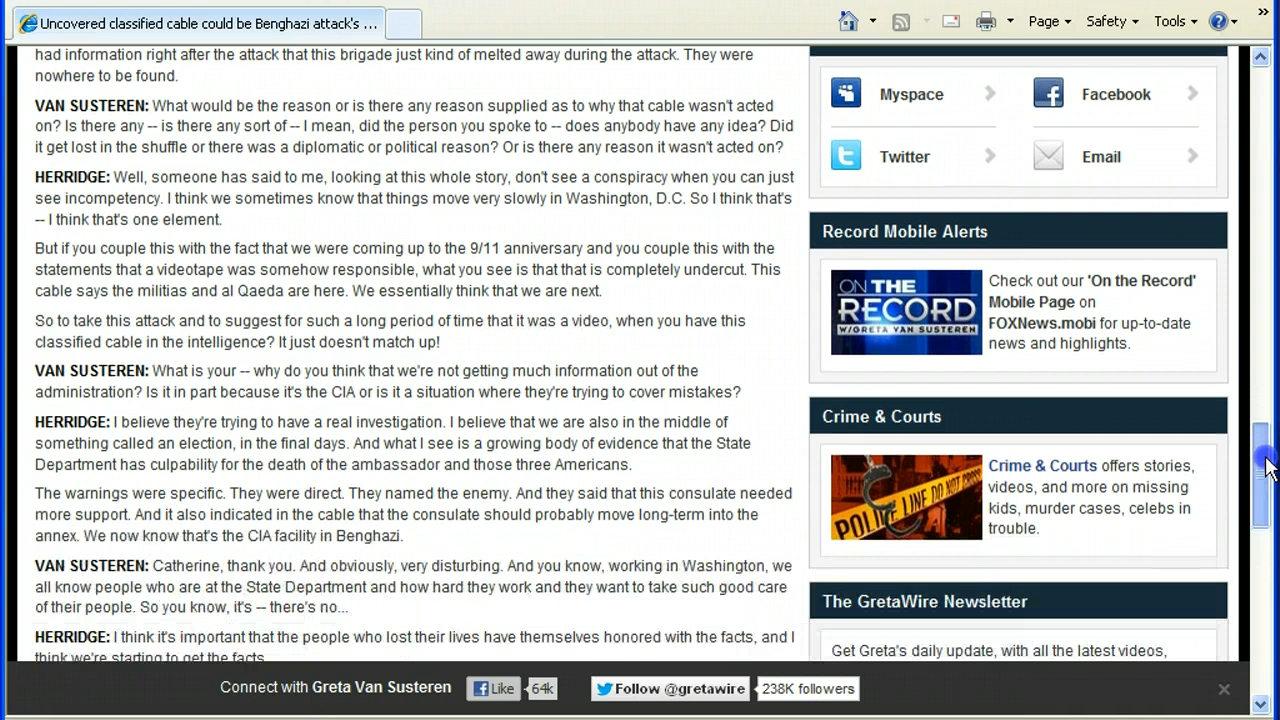 Uncovered classified cable could be Benghazi attack's ...
Page
Safety
Tools
had information right after the attack that this brigade just kind of melted away during the attack. They were
nowhere to be found.
VAN SUSTEREN: What would be the reason or is there any reason supplied as to why that cable wasn't acted
on? Is there any -- is there any sort of -- I mean, did the person you spoke to -- does anybody have any idea? Did
it get lost in the shuffle or there was a diplomatic or political reason? Or is there any reason it wasn't acted on?
HERRIDGE: Well, someone has said to me, looking at this whole story, don't see a conspiracy when you can just
see incompetency. I think we sometimes know that things move very slowly in Washington, D.C. So I think that's
-- I think that's one element.
But if you couple this with the fact that we were coming up to the 9/11 anniversary and you couple this with the
statements that a videotape was somehow responsible, what you see is that that is completely undercut. This
cable says the militias and al Qaeda are here. We essentially think that we are next.
So to take this attack and to suggest for such a long period of time that it was a video, when you have this
classified cable in the intelligence? It just doesn't match up!
VAN SUSTEREN: What is your -- why do you think that we're not getting much information out of the
administration? Is it in part because it's the CIA or is it a situation where they're trying to cover mistakes?
HERRIDGE: I believe they're trying to have a real investigation. I believe that we are also in the middle of
something called an election, in the final days. And what I see is a growing body of evidence that the State
Department has culpability for the death of the ambassador and those three Americans.
The warnings were specific. They were direct. They named the enemy. And they said that this consulate needed
more support. And it also indicated in the cable that the consulate should probably move long-term into the
annex. We now know that's the CIA facility in Benghazi.
VAN SUSTEREN: Catherine, thank you. And obviously, very disturbing. And you know, working in Washington, we
all know people who are at the State Department and how hard they work and they want to take such good care
of their people. So you know, it's -- there's no...
HERRIDGE: I think it's important that the people who lost their lives have themselves honored with the facts, and I
think we're starting to get the facts.
Myspace
Facebook
Twitter
Email
Record Mobile Alerts
ON THE
RECORD
W/GRETA VAN SUSTEREN
Check out our 'On the Record'
Mobile Page on
FOXNews.mobi for up-to-date
news and highlights.
Crime & Courts
POLICE LINE DO NOT CROSS
Crime & Courts offers stories,
videos, and more on missing
kids, murder cases, celebs in
trouble.
The GretaWire Newsletter
Get Greta's daily update, with all the latest videos,
Connect with Greta Van Susteren
Like
64k
Follow @gretawire
238K followers